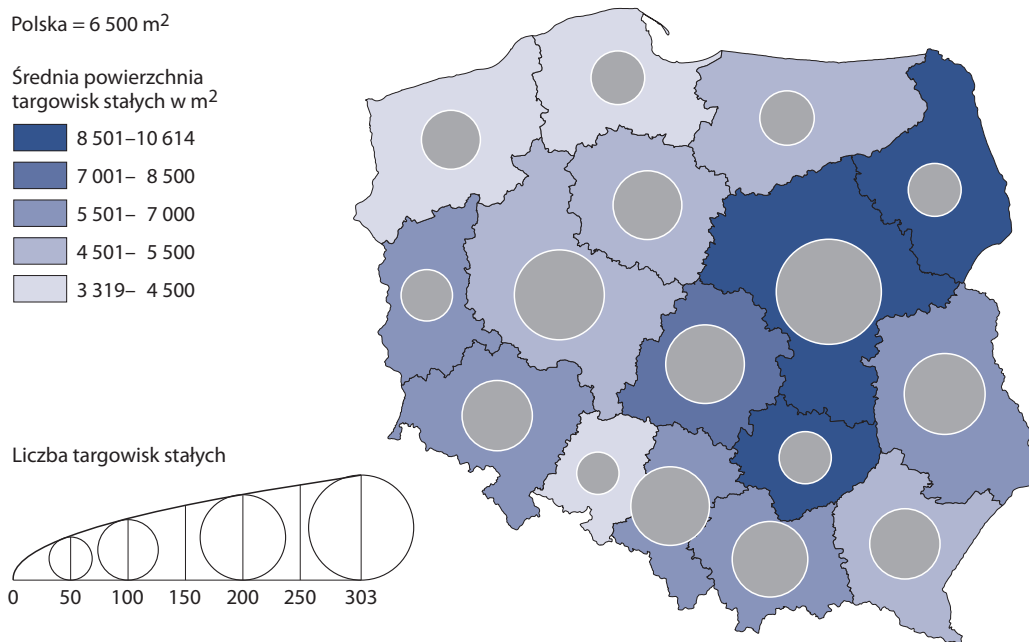 Polska = 6 500 m²
Średnia powierzchnia
targowisk stałych w m²
8 501–10 614
7 001– 8 500
5 501– 7 000
4 501– 5 500
3 319– 4 500
Liczba targowisk stałych
0 50 100 150 200 250 303